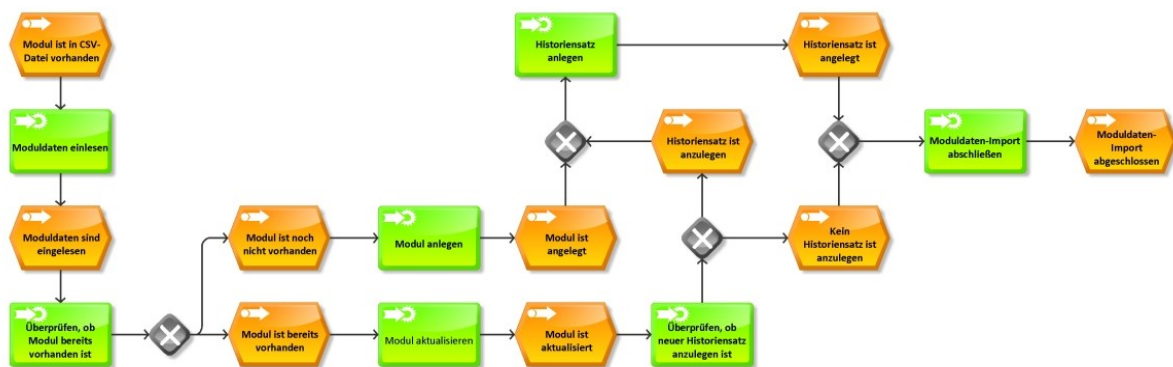 Modul ist in CSV-
Datei vorhanden
Moduldaten einlesen
Moduldaten sind
eingelesen
Überprüfen, ob
Modul bereits
vorhanden ist
Modul ist noch
nicht vorhanden
Modul anlegen
Modul ist
angelegt
Modul ist bereits
vorhanden
Modul aktualisieren
Modul ist
aktualisiert
Überprüfen, ob
neuer Historiensatz
anzulegen ist
Historiensatz ist
anzulegen
Historiensatz
anlegen
Historiensatz ist
angelegt
Kein
Historiensatz ist
anzulegen
Moduldaten-Import
abschließen
Moduldaten-
Import
abgeschlossen